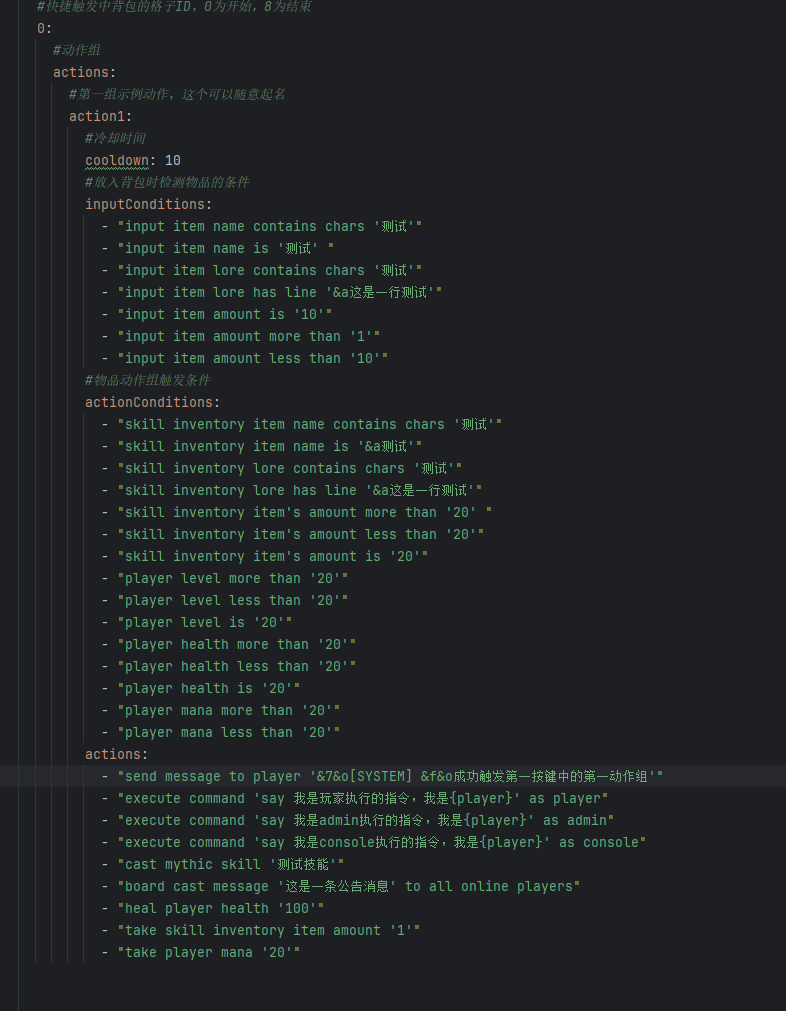 #快捷触发中背包的格子ID，0为开始，8为结束
0:
#动作组
actions:
#第一组示例动作，这个可以随意起名
action1:
#冷却时间
cooldown: 10
#放入背包时检测物品的条件
inputConditions:
- "input item name contains chars '测试'"
- "input item name is '测试' "
- "input item lore contains chars '测试'"
- "input item lore has line '&a这是一行测试'"
- "input item amount is '10'"
- "input item amount more than '1'"
- "input item amount less than '10'"
#物品动作组触发条件
actionConditions:
- "skill inventory item name contains chars '测试'"
- "skill inventory item name is '&a测试'"
- "skill inventory lore contains chars '测试'"
- "skill inventory lore has line '&a这是一行测试'"
- "skill inventory item's amount more than '20' "
- "skill inventory item's amount less than '20'"
- "skill inventory item's amount is '20'"
- "player level more than '20'"
- "player level less than '20'"
- "player level is '20'"
- "player health more than '20'"
- "player health less than '20'"
- "player health is '20'"
- "player mana more than '20'"
- "player mana less than '20'"
actions:
- "send message to player '&7&o[SYSTEM] &f&o成功触发第一按键中的第一动作组'"
- "execute command 'say 我是玩家执行的指令，我是{player}' as player"
- "execute command 'say 我是admin执行的指令，我是{player}' as admin"
- "execute command 'say 我是console执行的指令，我是{player}' as console"
- "cast mythic skill '测试技能'"
- "board cast message '这是一条公告消息' to all online players"
- "heal player health '100'"
- "take skill inventory item amount '1'"
- "take player mana '20'"